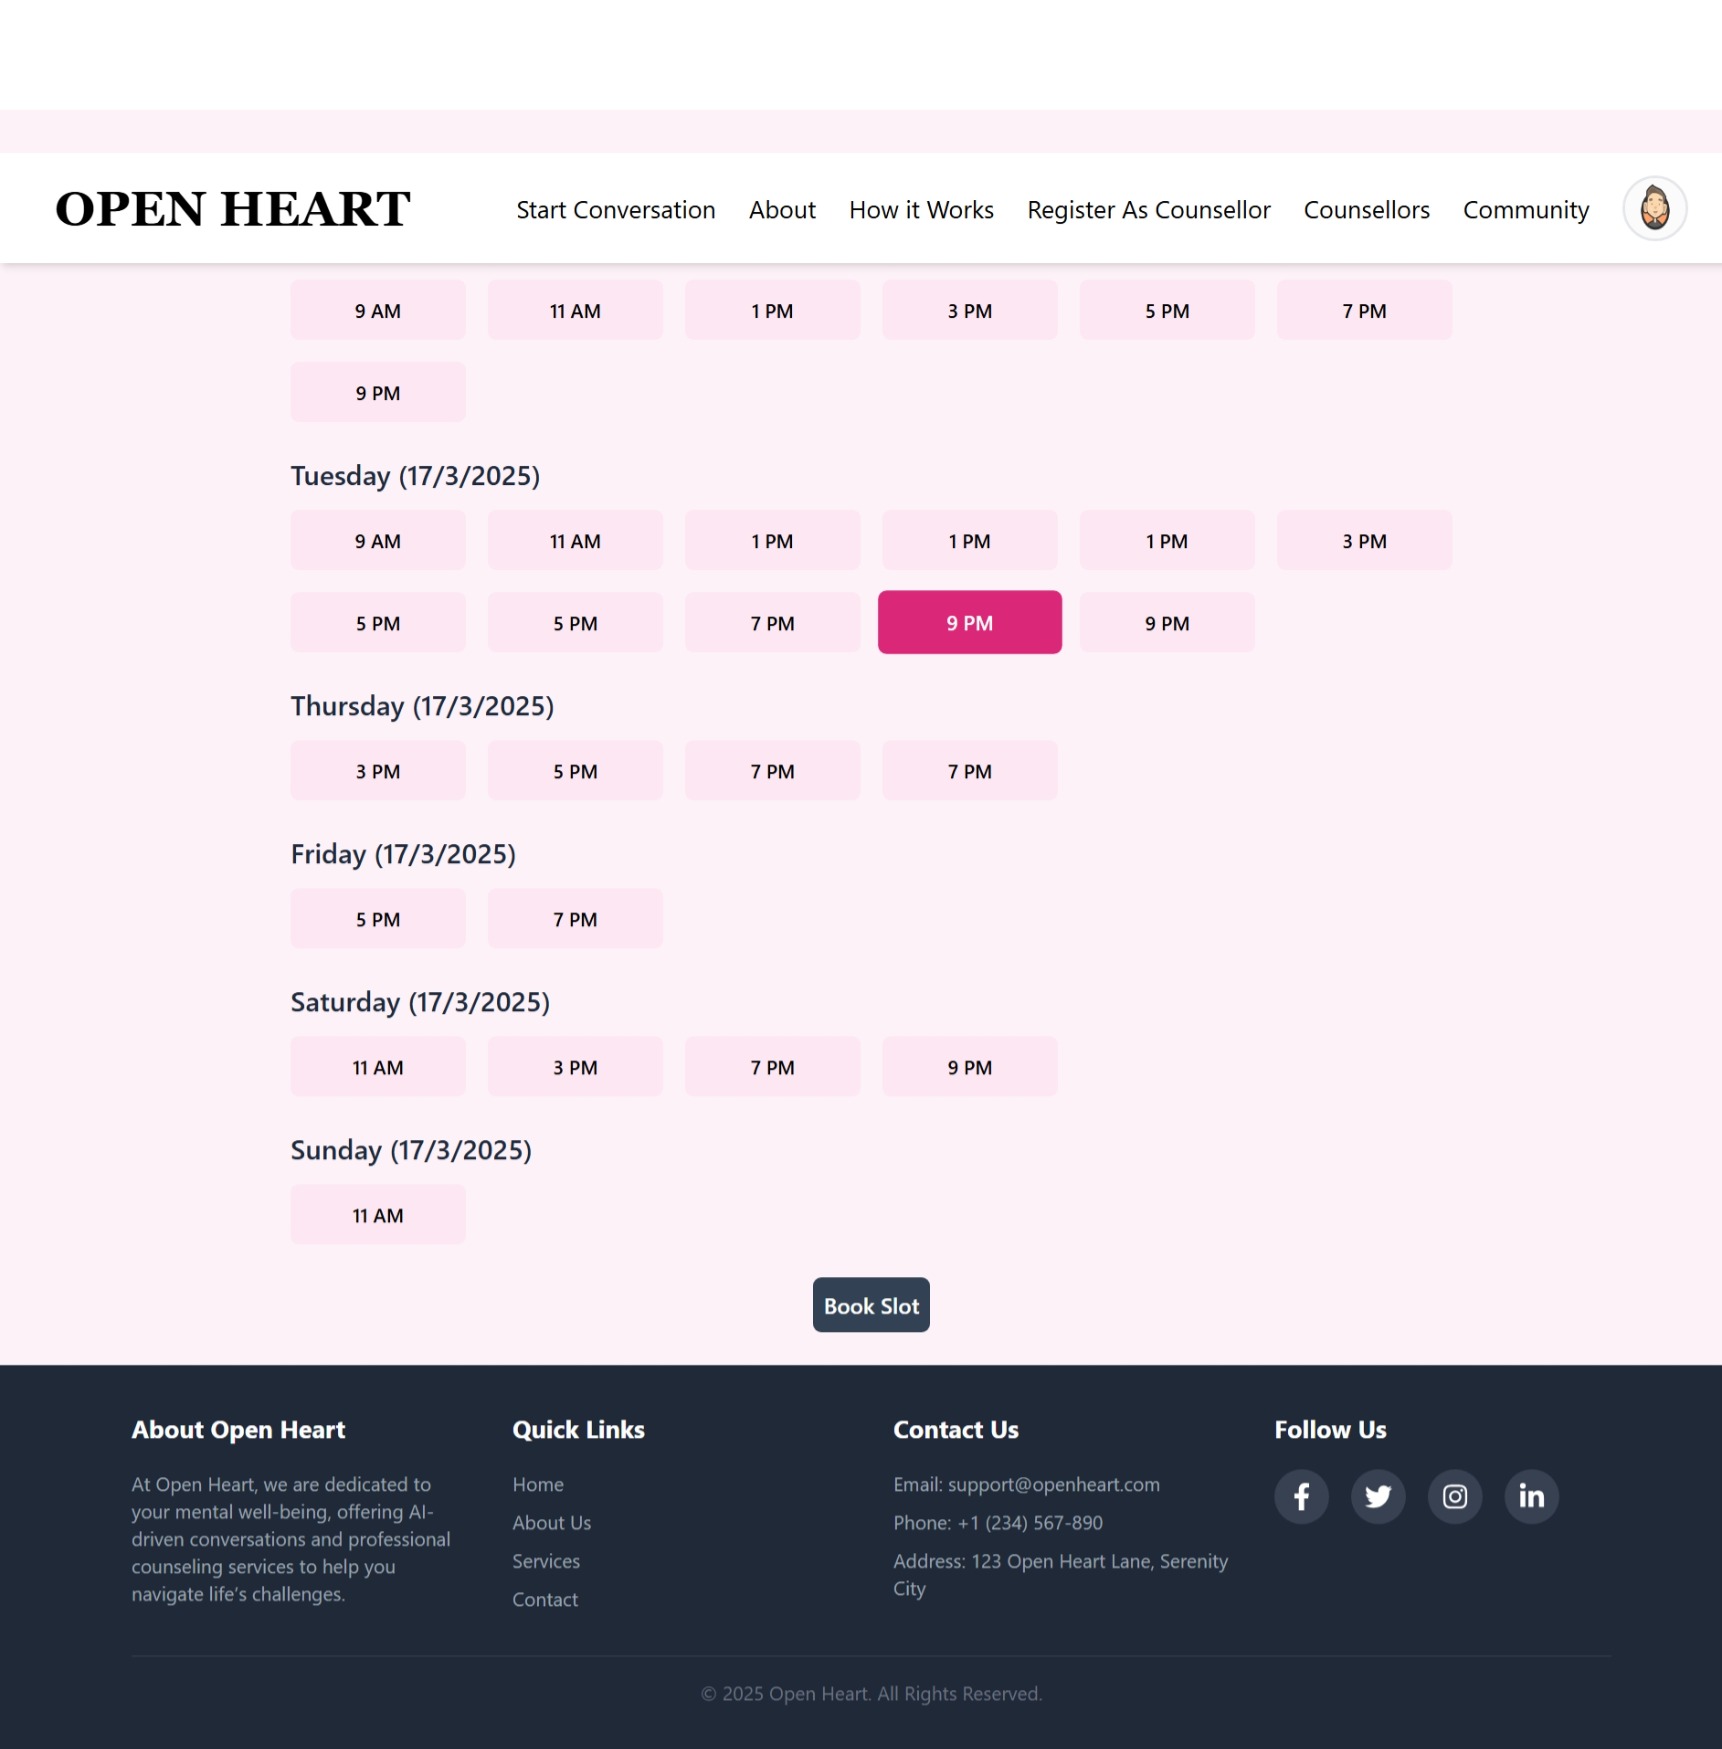 OPEN HEART
Start Conversation About How it Works Register As Counsellor Counsellors Community
9 AM 11 AM 1 PM 3 PM 5 PM 7 PM
9 PM
Tuesday (17/3/2025)
9 AM 11 AM 1 PM 1 PM 1 PM 3 PM
5 PM 5 PM 7 PM 9 PM 9 PM
Thursday (17/3/2025)
3 PM 5 PM 7 PM 7 PM
Friday (17/3/2025)
5 PM 7 PM
Saturday (17/3/2025)
11 AM 3 PM 7 PM 9 PM
Sunday (17/3/2025)
11 AM
Book Slot
About Open Heart
At Open Heart, we are dedicated to
your mental well-being, offering AI-
driven conversations and professional
counseling services to help you
navigate life’s challenges.
Quick Links
Home
About Us
Services
Contact
Contact Us
Email: support@openheart.com
Phone: +1 (234) 567-890
Address: 123 Open Heart Lane, Serenity
City
Follow Us
© 2025 Open Heart. All Rights Reserved.